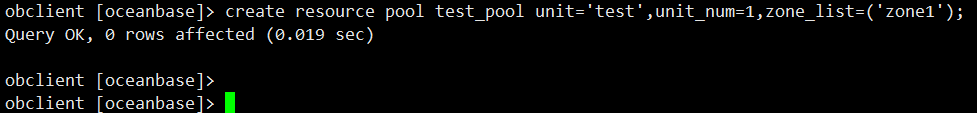 obclient [oceanbase]> create resource pool test_pool unit='test',unit_num=1,zone_list=('zone1');
Query OK, 0 rows affected (0.019 sec)
obclient [oceanbase]>
obclient [oceanbase]>